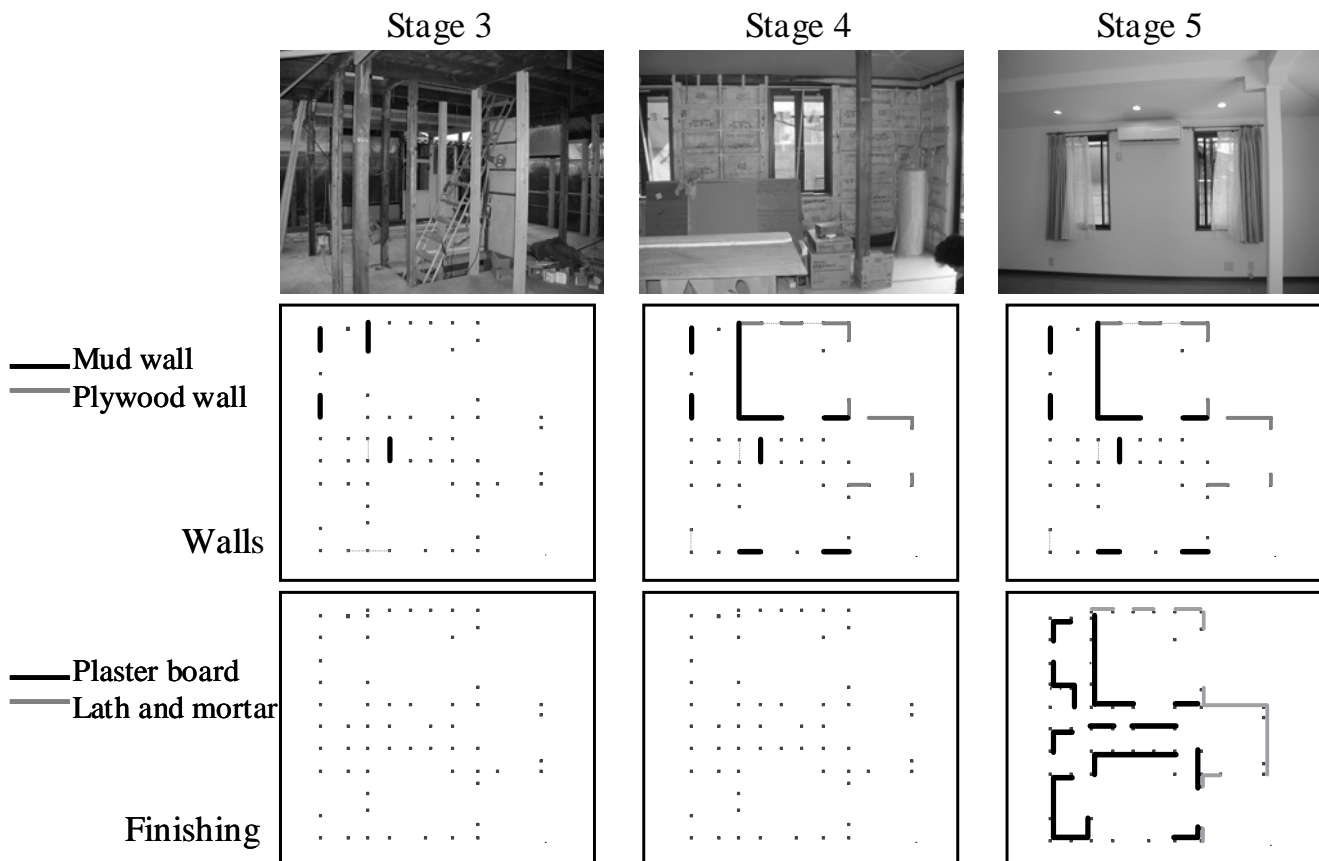 Stage 3
Stage 4
Stage 5
Mud wall
Plywood wall
Walls
Plaster board
Lath and mortar
Finishing